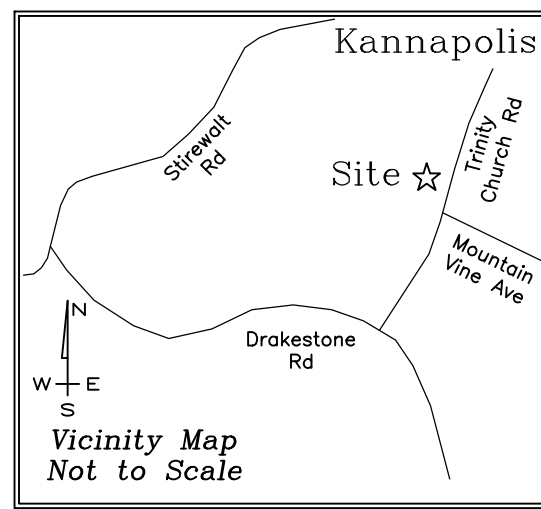 Kannapolis
Stirewalt
Rd
Trinity
Church Rd
Site
Mountain
Vine Ave
Drakestone
Rd
N
W E
S
Vicinity Map
Not to Scale